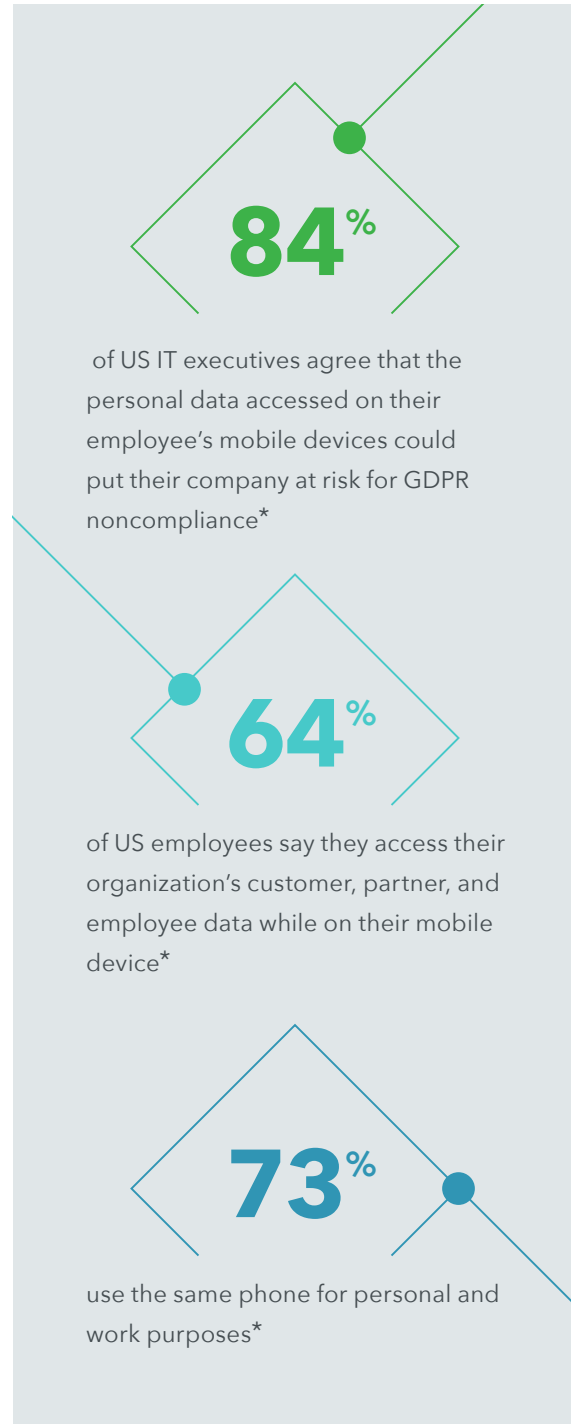 84%
of US IT executives agree that the
personal data accessed on their
employee’s mobile devices could
put their company at risk for GDPR
noncompliance*
64%
of US employees say they access their
organization’s customer, partner, and
employee data while on their mobile
device*
73%
use the same phone for personal and
work purposes*